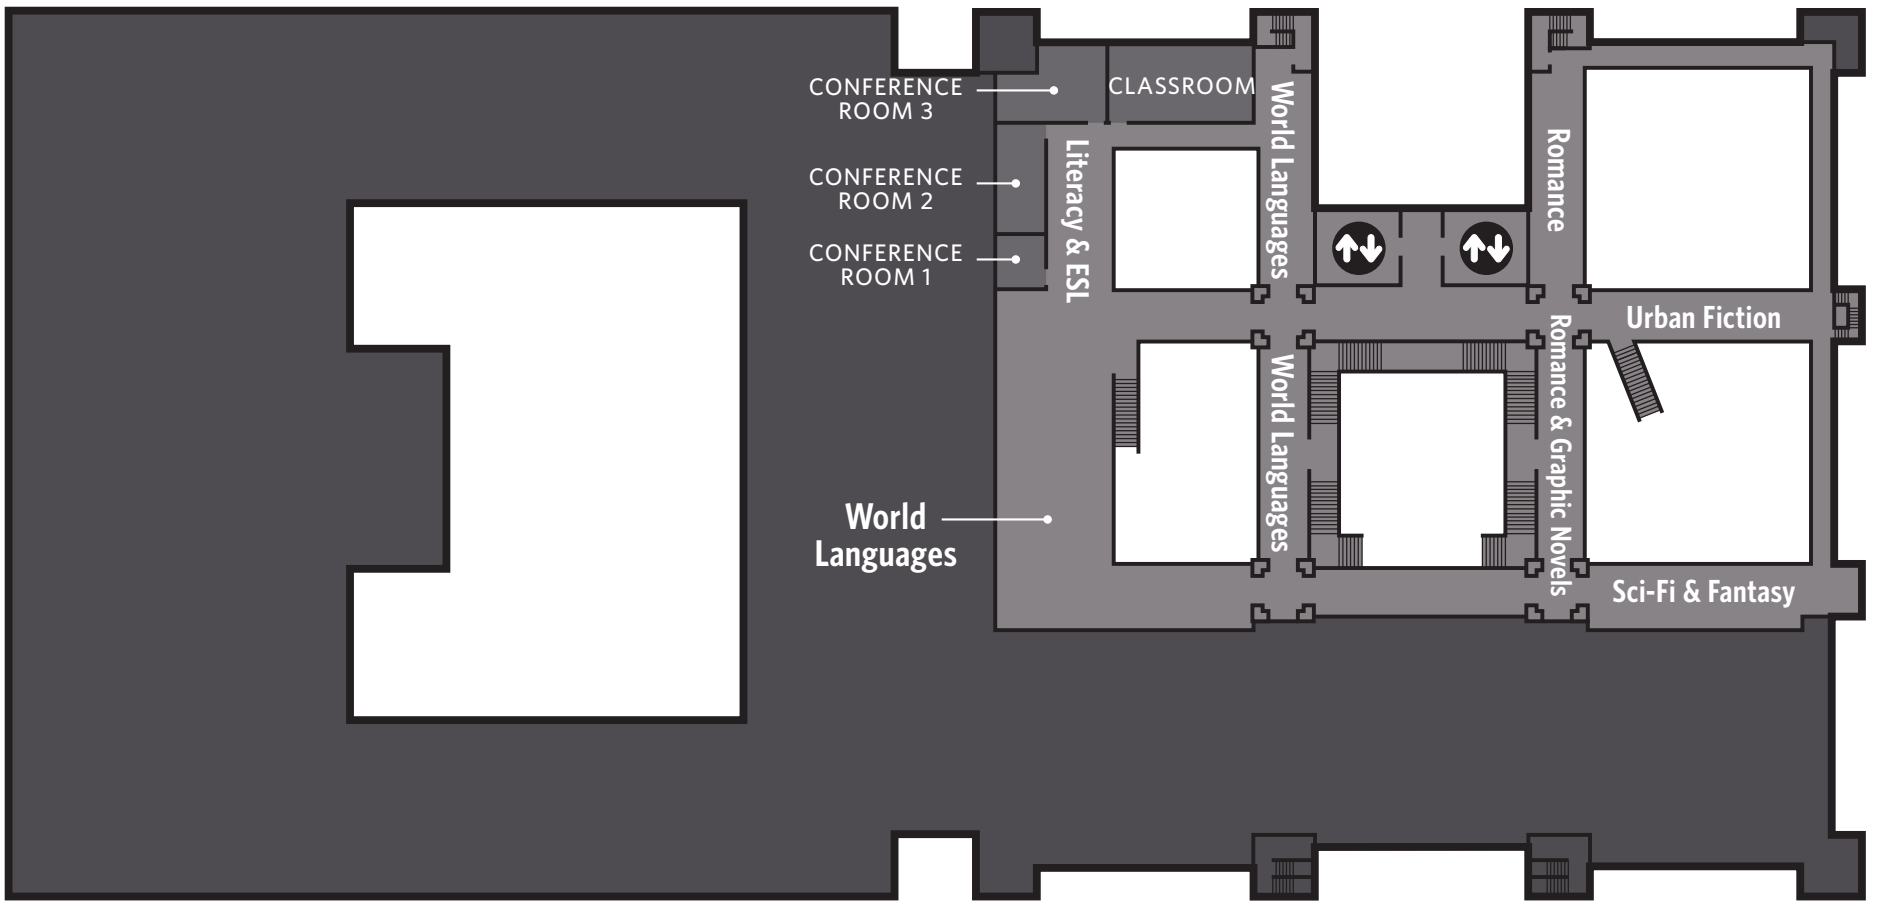 CONFERENCE
ROOM 3
CLASSROOM
CONFERENCE
ROOM 2
CONFERENCE
ROOM 1
Literacy & ESL
World Languages
Romance
Urban Fiction
World Languages
Romance & Graphic Novels
World
Languages
Sci-Fi & Fantasy